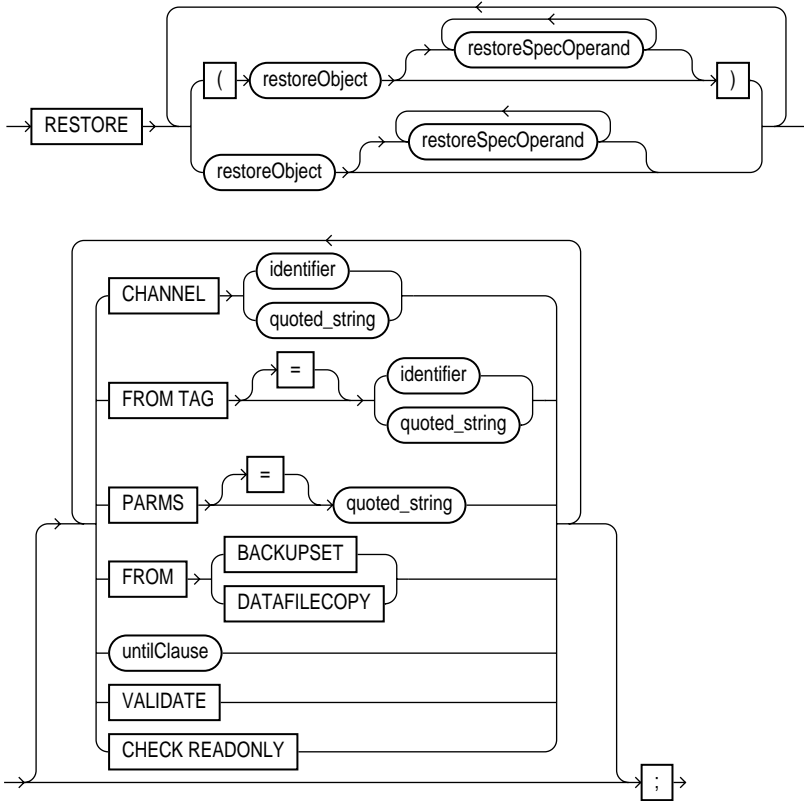 restoreSpecOperand
( restoreObject )
RESTORE
restoreSpecOperand
restoreObject
CHANNEL
identifier
quoted_string
FROM TAG
=
identifier
quoted_string
PARMS
=
quoted_string
FROM
BACKUPSET
DATAFILECOPY
untilClause
VALIDATE
CHECK READONLY
;